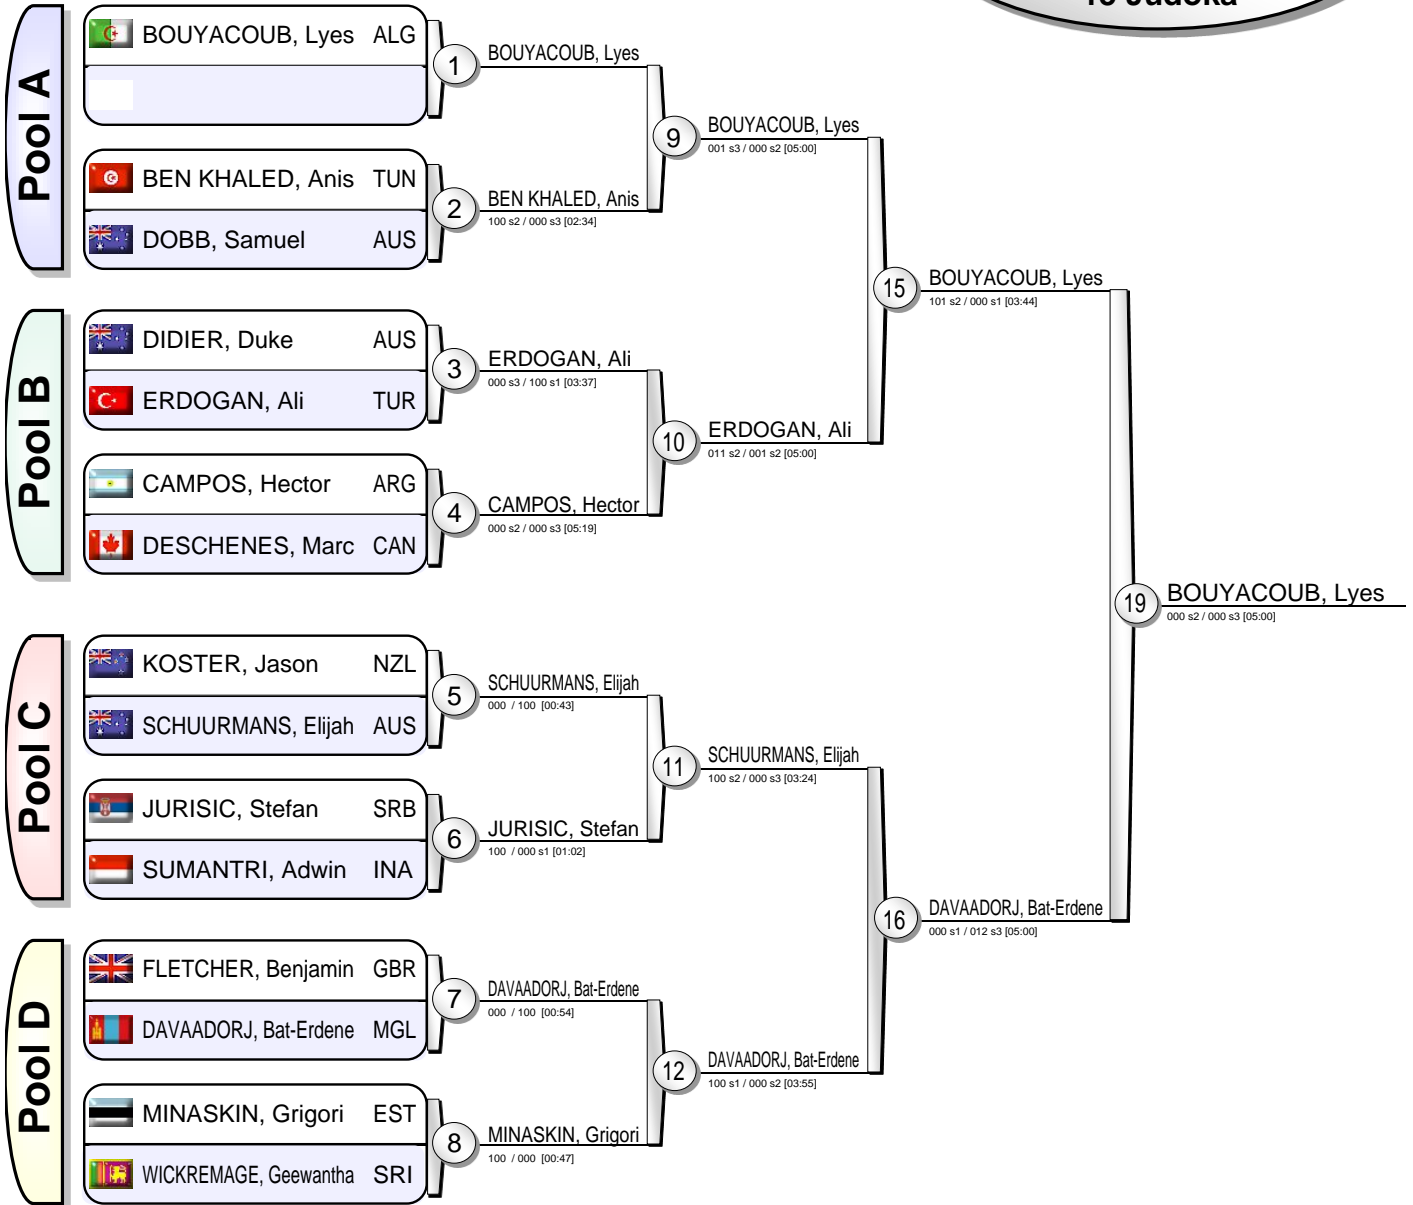 15 Judoka
Pool A
BOUYACOUB, Lyes ALG
BEN KHALED, Anis TUN
DOBB, Samuel AUS
Pool B
DIDIER, Duke AUS
ERDOGAN, Ali TUR
CAMPOS, Hector ARG
DESCHENES, Marc CAN
Pool C
KOSTER, Jason NZL
SCHUURMANS, Elijah AUS
JURISIC, Stefan SRB
SUMANTRI, Adwin INA
Pool D
FLETCHER, Benjamin GBR
DAVAADORJ, Bat-Erdene MGL
MINASKIN, Grigori EST
WICKREMAGE, Geewantha SRI
1
BOUYACOUB, Lyes
2
BEN KHALED, Anis
100 s2 / 000 s3 [02:34]
3
ERDOGAN, Ali
000 s3 / 100 s1 [03:37]
4
CAMPOS, Hector
000 s2 / 000 s3 [05:19]
5
SCHUURMANS, Elijah
000 / 100 [00:43]
6
JURISIC, Stefan
100 / 000 s1 [01:02]
7
DAVAADORJ, Bat-Erdene
000 / 100 [00:54]
8
MINASKIN, Grigori
100 / 000 [00:47]
9
BOUYACOUB, Lyes
001 s3 / 000 s2 [05:00]
10
ERDOGAN, Ali
011 s2 / 001 s2 [05:00]
11
SCHUURMANS, Elijah
100 s2 / 000 s3 [03:24]
12
DAVAADORJ, Bat-Erdene
100 s1 / 000 s2 [03:55]
15
BOUYACOUB, Lyes
101 s2 / 000 s1 [03:44]
16
DAVAADORJ, Bat-Erdene
000 s1 / 012 s3 [05:00]
19
BOUYACOUB, Lyes
000 s2 / 000 s3 [05:00]